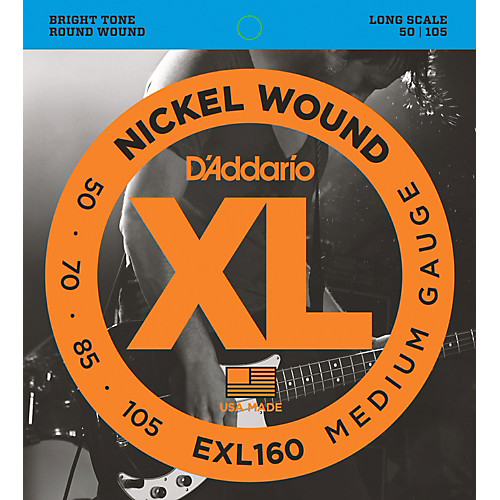 BRIGHT TONE
ROUND WOUND
LONG SCALE
50 | 105
NICKEL WOUND
D'Addario
XL
50 • 70 • 85 • 105
MEDIUM GAUGE
USA MADE
EXL160